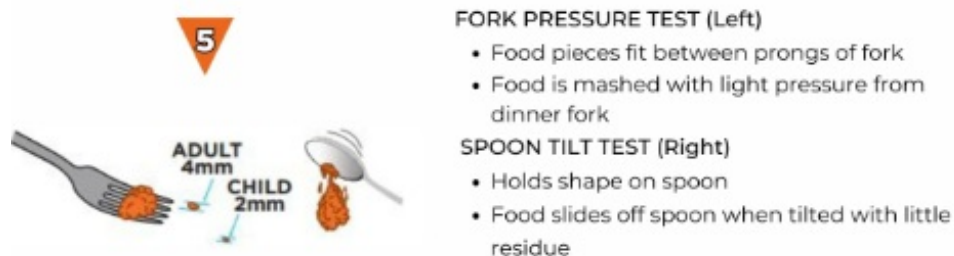 5
ADULT
4mm
CHILD
2mm
FORK PRESSURE TEST (Left)
• Food pieces fit between prongs of fork
• Food is mashed with light pressure from
dinner fork
SPOON TILT TEST (Right)
• Holds shape on spoon
• Food slides off spoon when tilted with little
residue